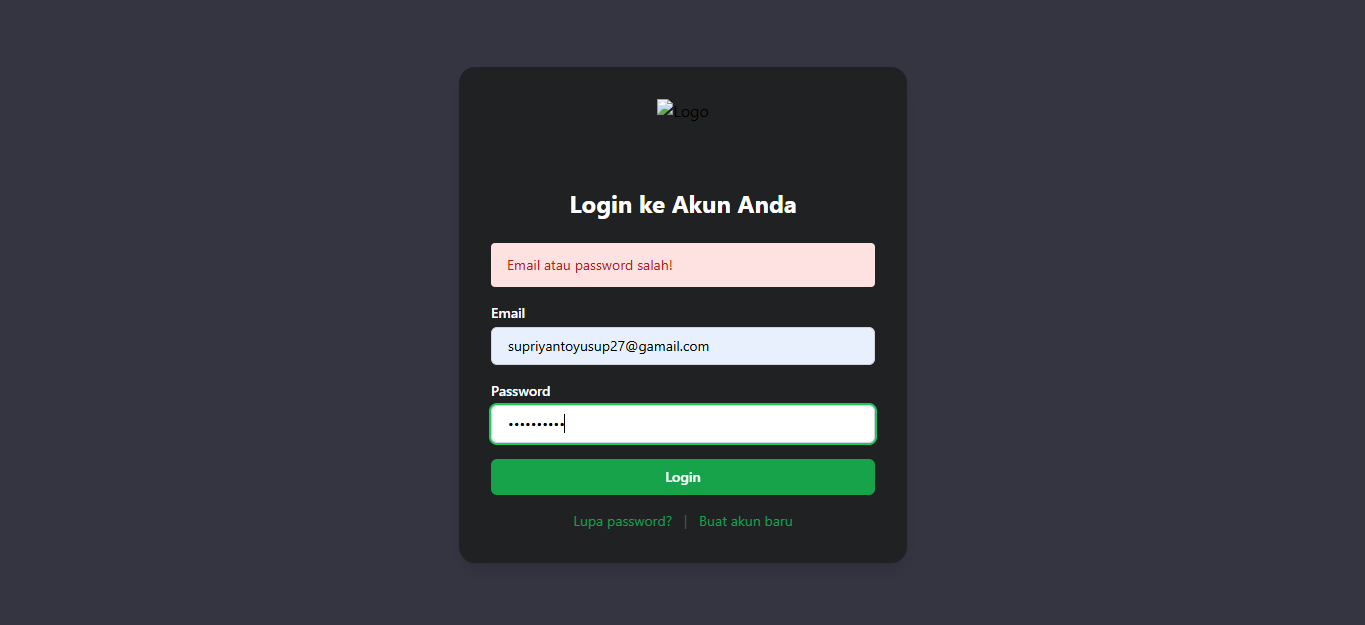 Logo
Login ke Akun Anda
Email atau password salah!
Email
supriyantoyusup27@gamail.com
Password
••••••••••
Login
Lupa password? | Buat akun baru